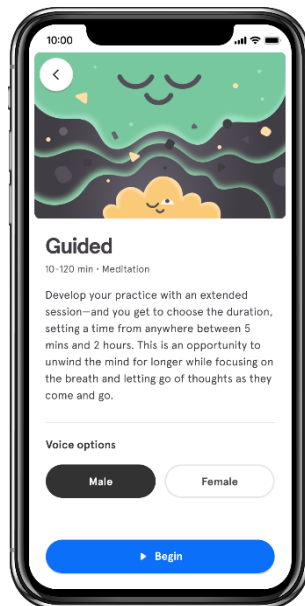 10:00
Guided
10–120 min • Meditation
Develop your practice with an extended
session—and you get to choose the duration,
setting a time from anywhere between 5
mins and 2 hours. This is an opportunity to
unwind the mind for longer while focusing on
the breath and letting go of thoughts as they
come and go.
Voice options
Male Female
Begin